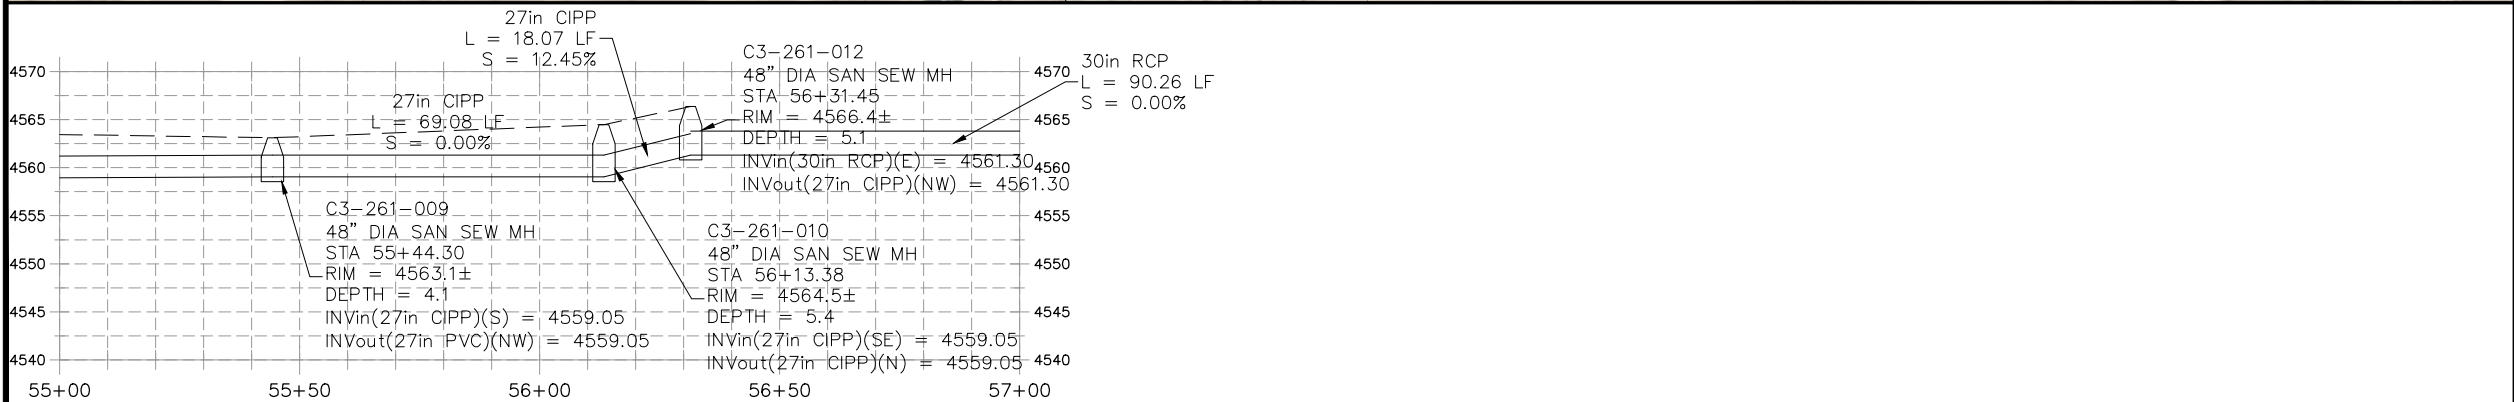 27in CIPP
L = 18.07 LF
S = 12.45%
C3-261-012
48" DIA SAN SEW MH
STA 56+31.45
RIM = 4566.4±
DEPTH = 5.1
INVin(30in RCP)(E) = 4561.30
INVout(27in CIPP)(NW) = 4561.30
30in RCP
L = 90.26 LF
S = 0.00%
27in CIPP
L = 69.08 LF
S = 0.00%
4570
4565
4560
4555
4550
4545
4540
4570
4565
4560
4555
4550
4545
4540
C3-261-009
48" DIA SAN SEW MH
STA 55+44.30
RIM = 4563.1±
DEPTH = 4.1
INVin(27in CIPP)(S) = 4559.05
INVout(27in PVC)(NW) = 4559.05
C3-261-010
48" DIA SAN SEW MH
STA 56+13.38
RIM = 4564.5±
DEPTH = 5.4
INVin(27in CIPP)(SE) = 4559.05
INVout(27in CIPP)(N) = 4559.05
55+00
55+50
56+00
56+50
57+00